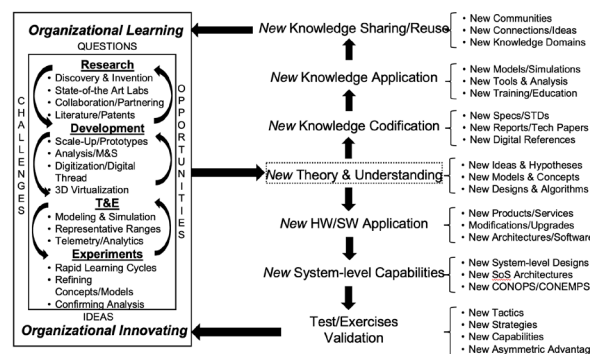 Organizational Learning
QUESTIONS
CHALLENGES
OPPORTUNITIES
Research
• Discovery & Invention
• State-of-the Art Labs
• Collaboration/Partnering
• Literature/Patents
Development
• Scale-Up/Prototypes
• Analysis/M&S
• Digitization/Digital
Thread
• 3D Virtualization
T&E
• Modeling & Simulation
• Representative Ranges
• Telemetry/Analytics
Experiments
• Rapid Learning Cycles
• Refining
Concepts/Models
• Confirming Analysis
IDEAS
Organizational Innovating
New Knowledge Sharing/Reuse
• New Communities
• New Connections/Ideas
• New Knowledge Domains
New Knowledge Application
• New Models/Simulations
• New Tools & Analysis
• New Training/Education
New Knowledge Codification
• New Specs/STDs
• New Reports/Tech Papers
• New Digital References
New Theory & Understanding
• New Ideas & Hypotheses
• New Models & Concepts
• New Designs & Algorithms
New HW/SW Application
• New Products/Services
• Modifications/Upgrades
• New Architectures/Software
New System-level Capabilities
• New System-level Designs
• New SoS Architectures
• New CONOPS/CONEMPS
Test/Exercises
Validation
• New Tactics
• New Strategies
• New Capabilities
• New Asymmetric Advantag